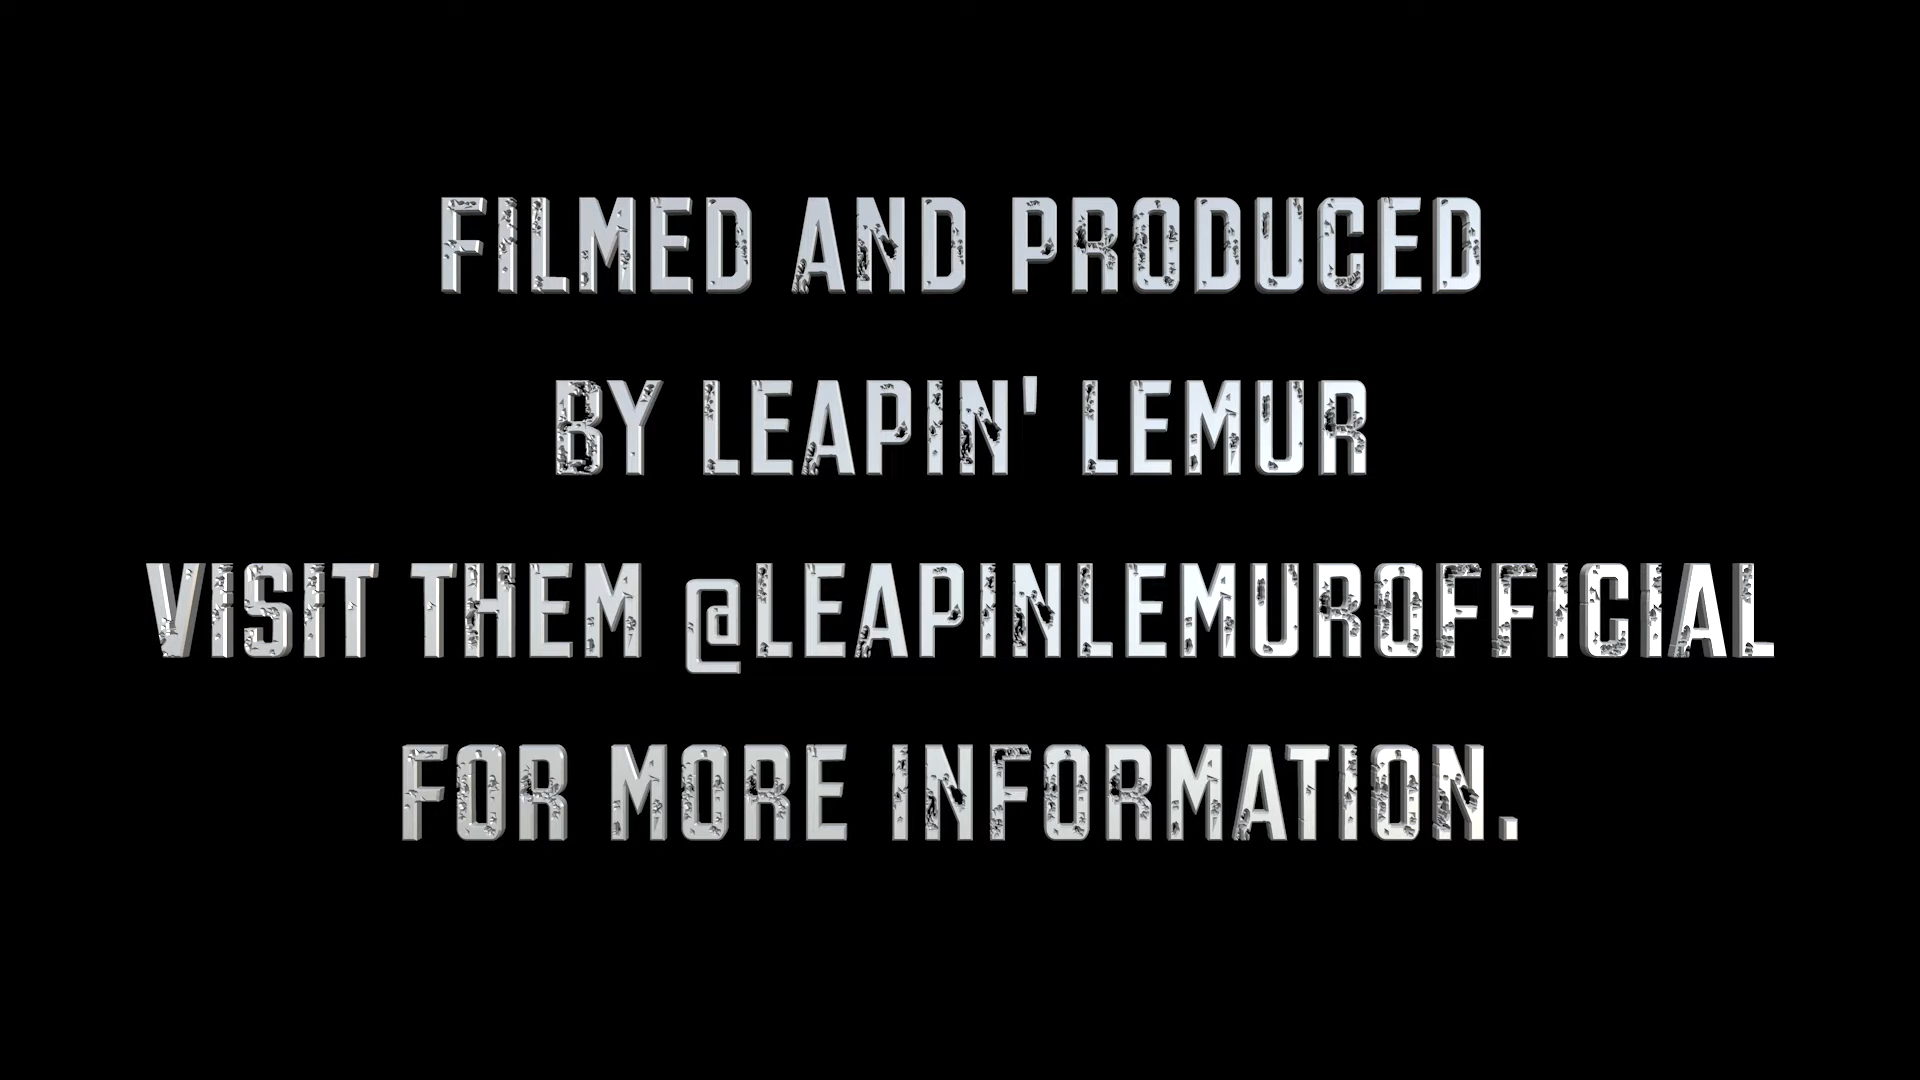 FILMED AND PRODUCED
BY LEAPIN' LEMUR
VISIT THEM @LEAPINLEMUROFFICIAL
FOR MORE INFORMATION.